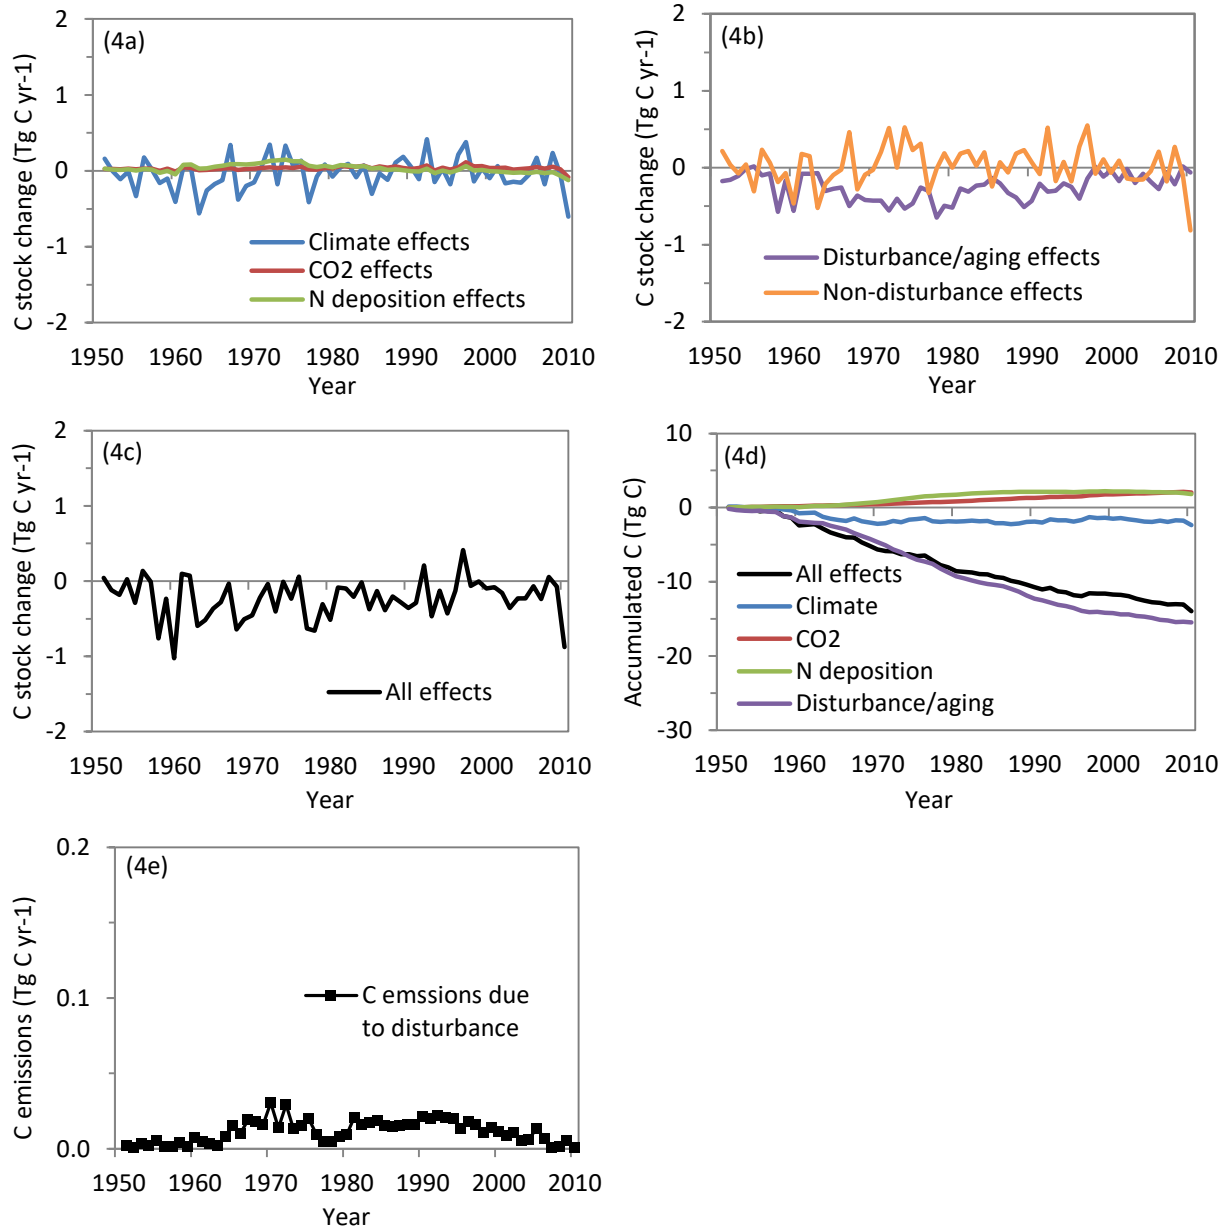 (4a)
C stock change (Tg C yr-1)
2
1
0
-1
-2
Climate effects
CO2 effects
N deposition effects
1950 1960 1970 1980 1990 2000 2010
Year
(4b)
C stock change (Tg C yr-1)
2
1
0
-1
-2
Disturbance/aging effects
Non-disturbance effects
1950 1960 1970 1980 1990 2000 2010
Year
(4c)
C stock change (Tg C yr-1)
2
1
0
-1
-2
All effects
1950 1960 1970 1980 1990 2000 2010
Year
(4d)
Accumulated C (Tg C)
10
0
-10
-20
-30
All effects
Climate
CO2
N deposition
Disturbance/aging
1950 1960 1970 1980 1990 2000 2010
Year
(4e)
C emissions (Tg C yr-1)
0.2
0.1
0.0
C emssions due
to disturbance
1950 1960 1970 1980 1990 2000 2010
Year